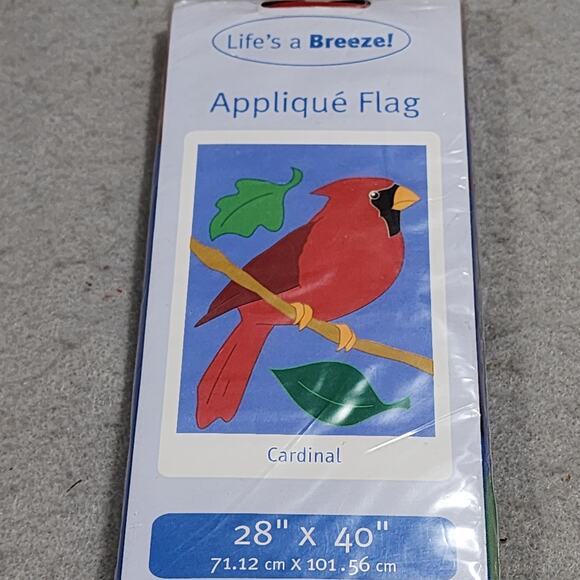 Life's a Breeze!
Appliqué Flag
Cardinal
28" x 40"
71.12 cm x 101.56 cm